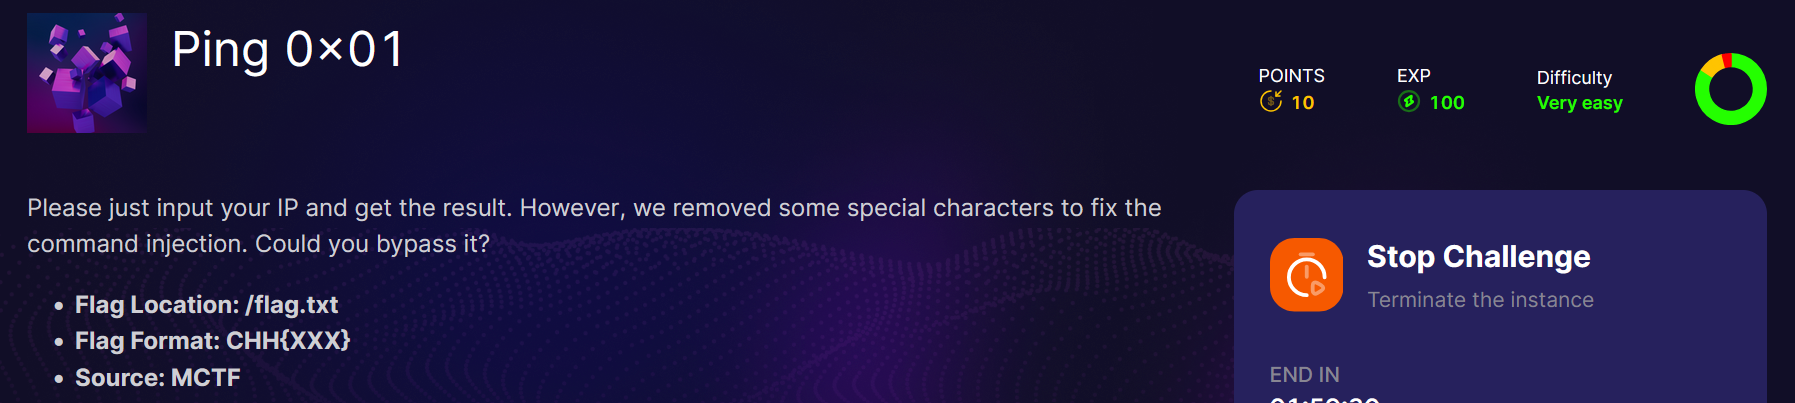 Ping 0×01
POINTS
10
EXP
100
Difficulty
Very easy
Please just input your IP and get the result. However, we removed some special characters to fix the
command injection. Could you bypass it?
• Flag Location: /flag.txt
• Flag Format: CHH{XXX}
• Source: MCTF
Stop Challenge
Terminate the instance
END IN